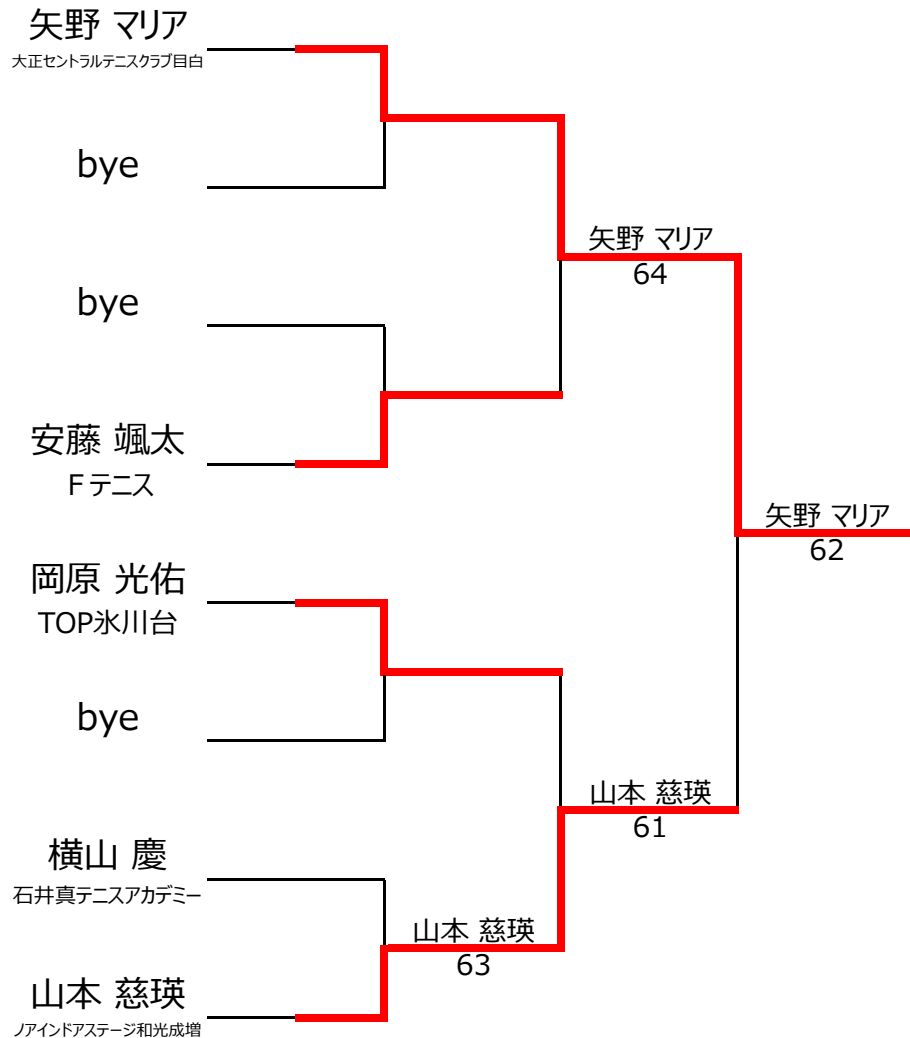 矢野 マリア
大正セントラルテニスクラブ目白
bye
bye
安藤 颯太
Fテニス
岡原 光佑
TOP氷川台
bye
横山 慶
石井真テニスアカデミー
山本 慈瑛
ノアインドアステージ和光成増
山本 慈瑛
63
矢野 マリア
64
山本 慈瑛
61
矢野 マリア
62